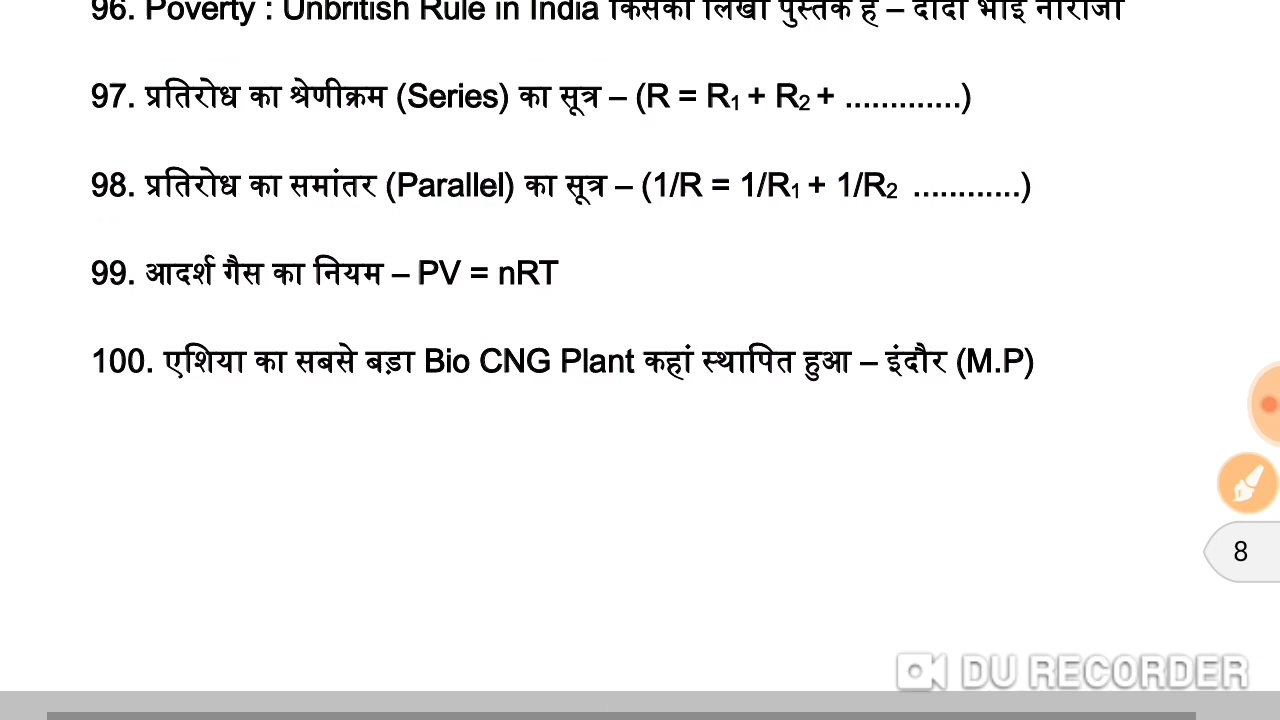 96. Poverty : Unbritish Rule in India किसकी लिखी पुस्तक है – दादा भाई नौरोजी
97. प्रतिरोध का श्रेणीक्रम (Series) का सूत्र – (R = R₁ + R₂ + .............)
98. प्रतिरोध का समांतर (Parallel) का सूत्र – (1/R = 1/R₁ + 1/R₂ ............)
99. आदर्श गैस का नियम – PV = nRT
100. एशिया का सबसे बड़ा Bio CNG Plant कहां स्थापित हुआ – इंदौर (M.P)
8
DU RECORDER